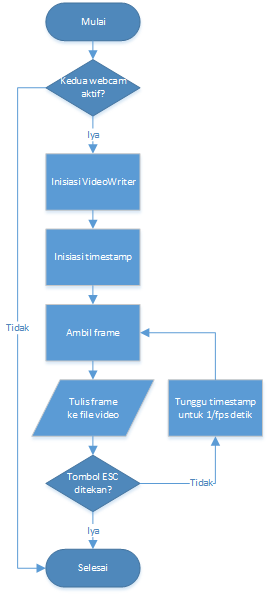 Mulai
Kedua webcam
aktif?
Iya
Inisiasi VideoWriter
Inisiasi timestamp
Ambil frame
Tidak
Tulis frame
ke file video
Tunggu timestamp
untuk 1/fps detik
Tombol ESC
ditekan?
Tidak
Iya
Selesai